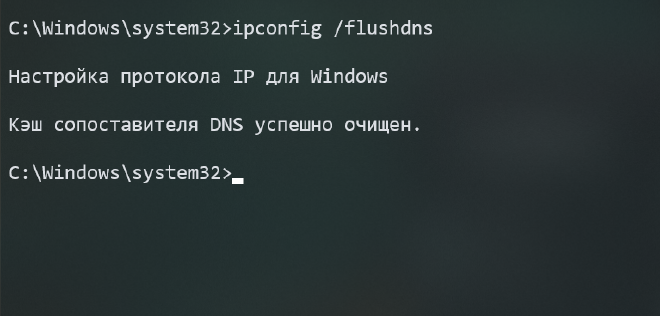 C:\Windows\system32>ipconfig /flushdns
Настройка протокола IP для Windows
Кэш сопоставителя DNS успешно очищен.
C:\Windows\system32>